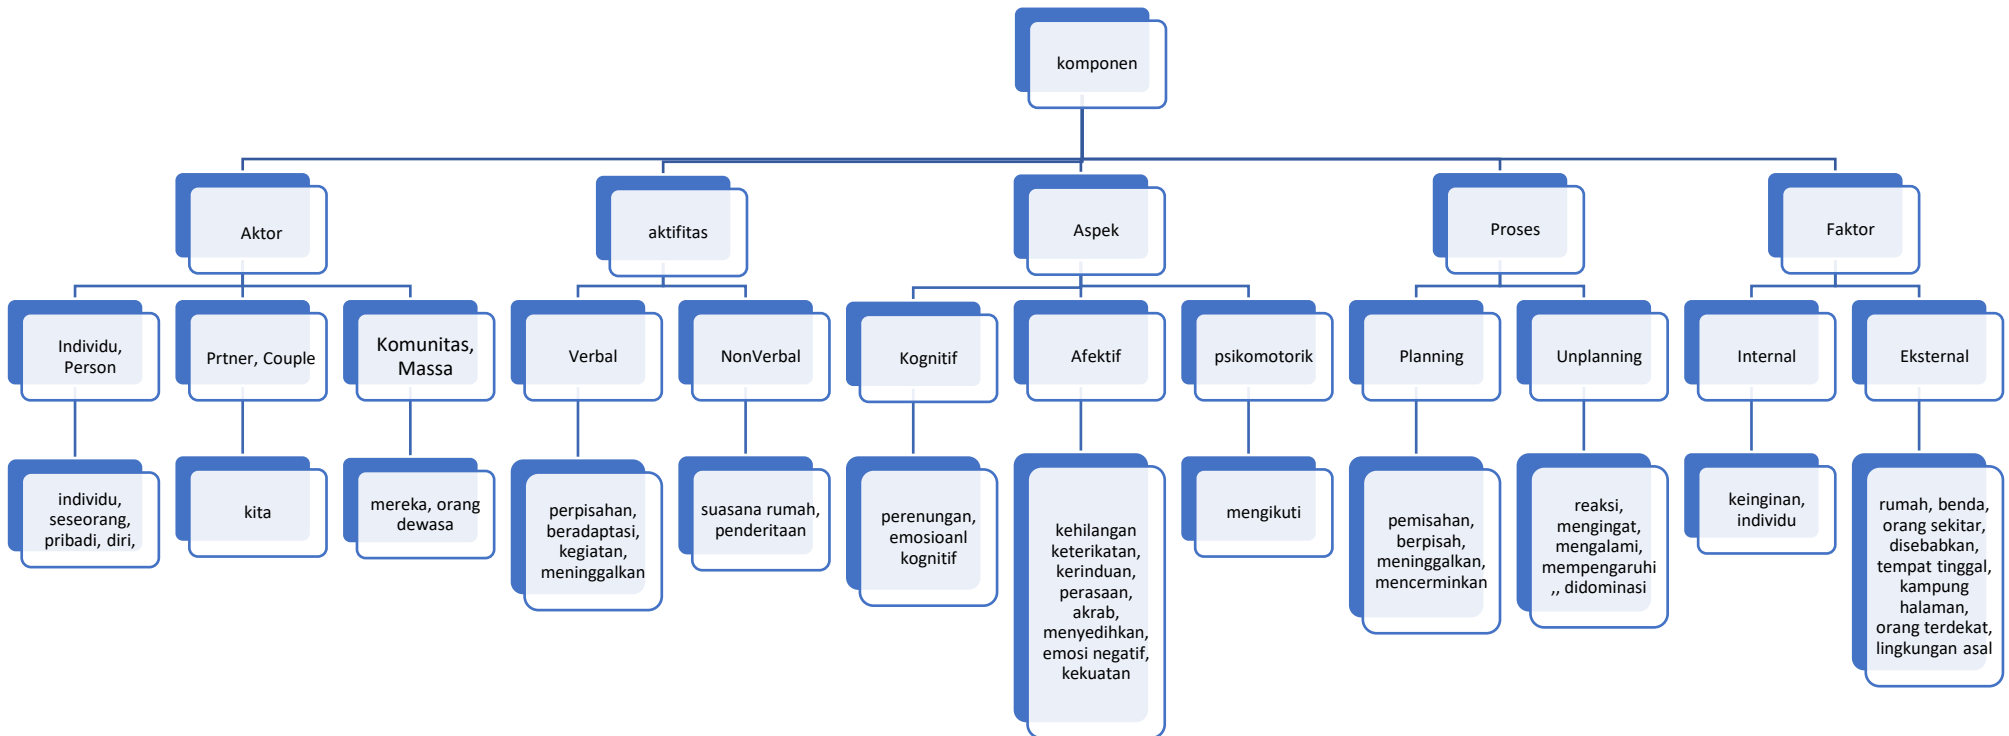 komponen
Aktor
aktifitas
Aspek
Proses
Faktor
Individu,
Person
Prtner, Couple
Komunitas,
Massa
Verbal
NonVerbal
Kognitif
Afektif
psikomotorik
Planning
Unplanning
Internal
Eksternal
individu,
seseorang,
pribadi, diri,
kita
mereka, orang
dewasa
perpisahan,
beradaptasi,
kegiatan,
meninggalkan
suasana rumah,
penderitaan
perenungan,
emosioanl
kognitif
kehilangan
keterikatan,
kerinduan,
perasaan,
akrab,
menyedihkan,
emosi negatif,
kekuatan
mengikuti
pemisahan,
berpisah,
meninggalkan,
mencerminkan
reaksi,
mengingat,
mengalami,
mempengaruhi
,, didominasi
keinginan,
individu
rumah, benda,
orang sekitar,
disebabkan,
tempat tinggal,
kampung
halaman,
orang terdekat,
lingkungan asal